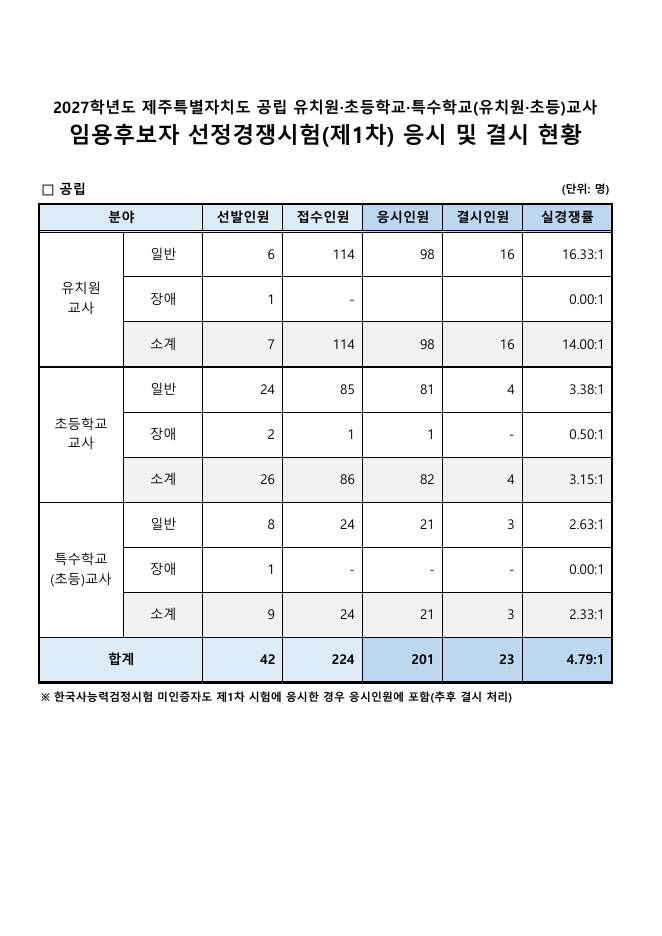 2027학년도 제주특별자치도 공립 유치원·초등학교·특수학교(유치원·초등)교사
임용후보자 선정경쟁시험(제1차) 응시 및 결시 현황
□ 공립 (단위: 명)
분야 선발인원 접수인원 응시인원 결시인원 실경쟁률
유치원
교사
일반 6 114 98 16 16.33:1
장애 1 - 0.00:1
소계 7 114 98 16 14.00:1
초등학교
교사
일반 24 85 81 4 3.38:1
장애 2 1 1 - 0.50:1
소계 26 86 82 4 3.15:1
특수학교
(초등)교사
일반 8 24 21 3 2.63:1
장애 1 - - - 0.00:1
소계 9 24 21 3 2.33:1
합계 42 224 201 23 4.79:1
※ 한국사능력검정시험 미인증자도 제1차 시험에 응시한 경우 응시인원에 포함(추후 결시 처리)